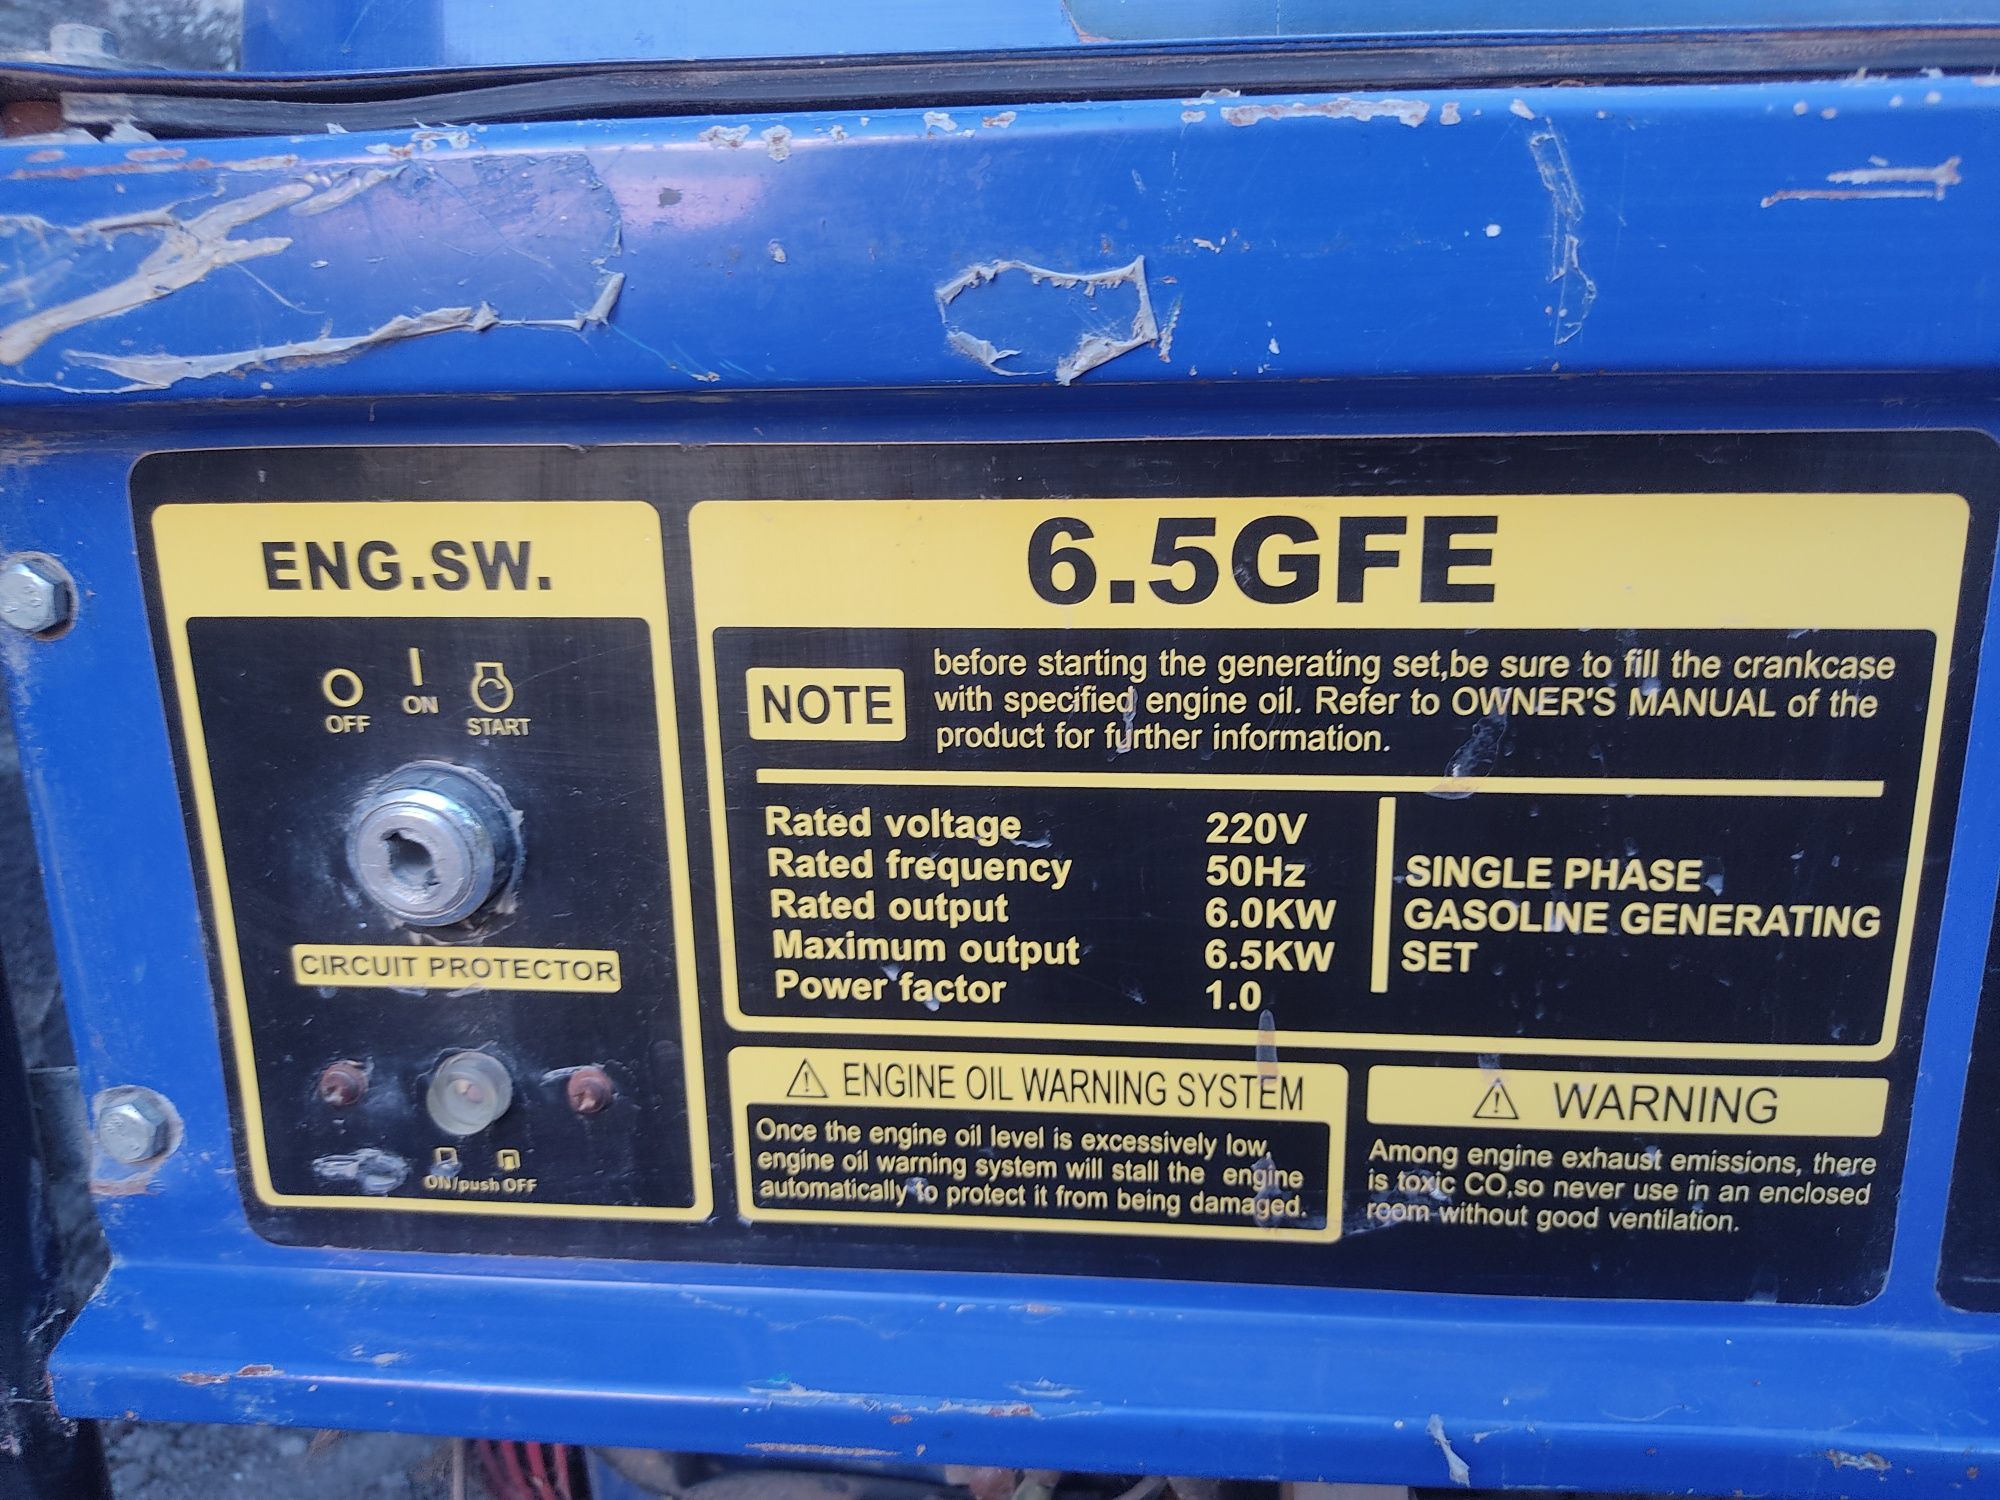 ENG.SW.
OFF
ON
START
CIRCUIT PROTECTOR
ON/push OFF
6.5GFE
NOTE
before starting the generating set,be sure to fill the crankcase
with specified engine oil. Refer to OWNER'S MANUAL of the
product for further information.
Rated voltage 220V
Rated frequency 50Hz
Rated output 6.0KW
Maximum output 6.5KW
Power factor 1.0
SINGLE PHASE
GASOLINE GENERATING
SET
ENGINE OIL WARNING SYSTEM
Once the engine oil level is excessively low,
engine oil warning system will stall the engine
automatically to protect it from being damaged.
WARNING
Among engine exhaust emissions, there
is toxic CO,so never use in an enclosed
room without good ventilation.